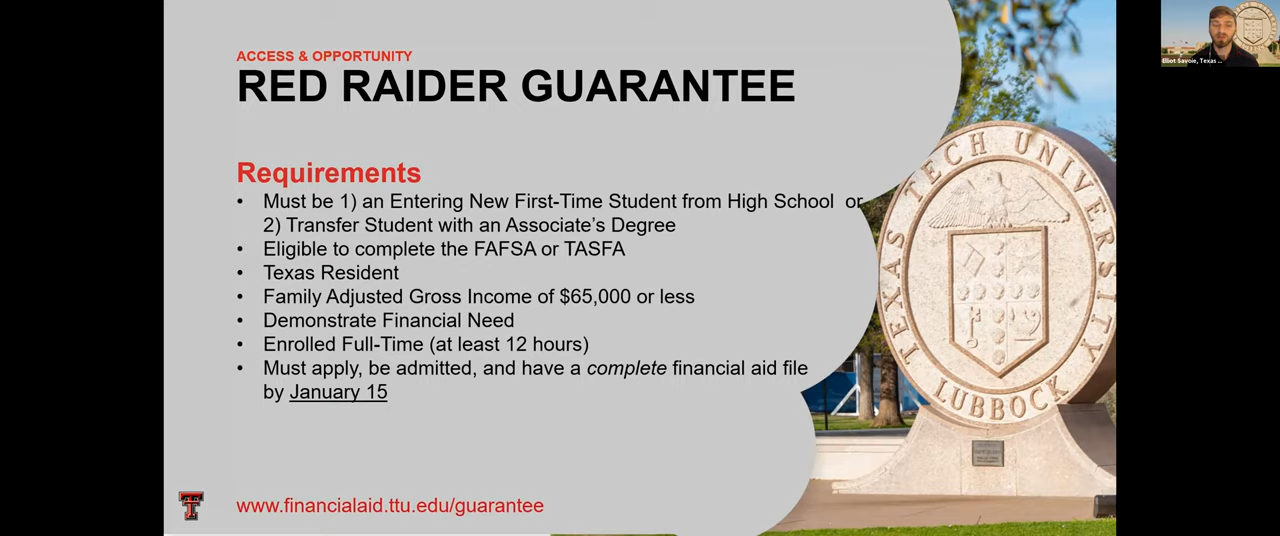 ACCESS & OPPORTUNITY
RED RAIDER GUARANTEE
Requirements
• Must be 1) an Entering New First-Time Student from High School or
2) Transfer Student with an Associate's Degree
• Eligible to complete the FAFSA or TASFA
• Texas Resident
• Family Adjusted Gross Income of $65,000 or less
• Demonstrate Financial Need
• Enrolled Full-Time (at least 12 hours)
• Must apply, be admitted, and have a complete financial aid file
by January 15
www.financialaid.ttu.edu/guarantee
TEXAS TECH UNIVERSITY
LUBBOCK
Elliot Savoie, Texas ...